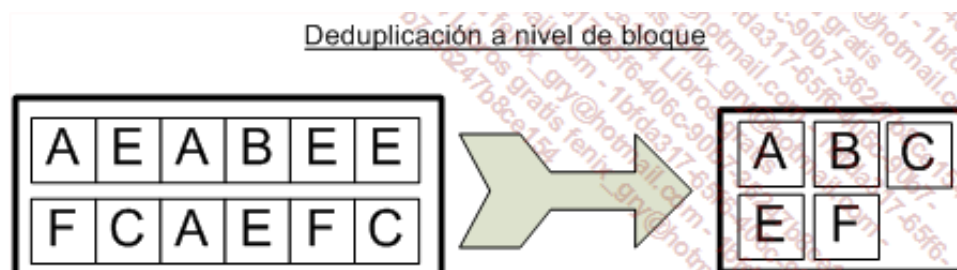 Deduplicación a nivel de bloque
A E A B E E
F C A E F C
A B C
E F